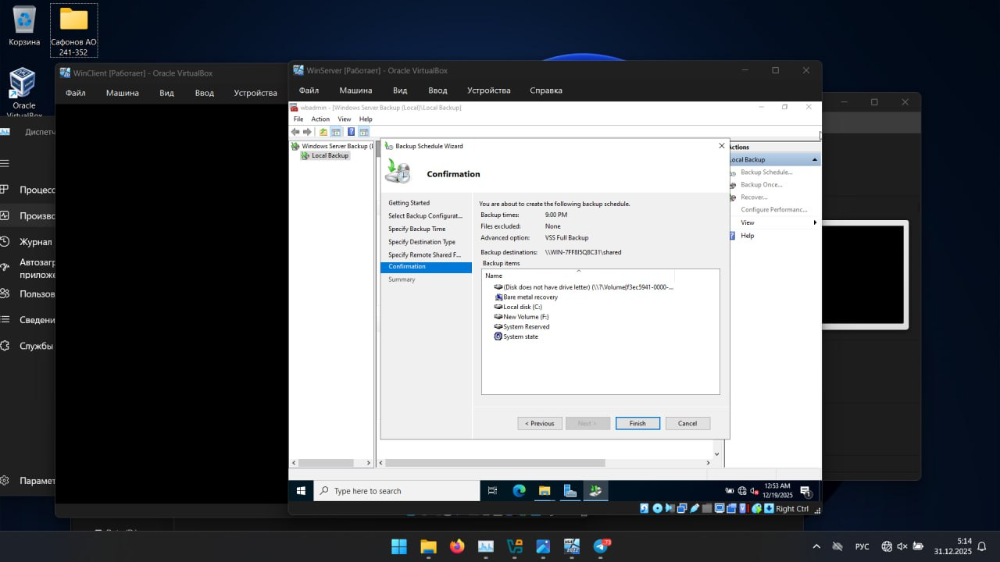 Корзина
Сафонов АО
241-352
Oracle
VirtualBox
WinClient [Работает] - Oracle VirtualBox
Файл Машина Вид Ввод Устройства
WinServer [Работает] - Oracle VirtualBox
Файл Машина Вид Ввод Устройства Справка
wbadmin - [Windows Server Backup (Local)\Local Backup]
File Action View Help
Windows Server Backup (L
Local Backup
Backup Schedule Wizard
Confirmation
Getting Started
Select Backup Configurat...
Specify Backup Time
Specify Destination Type
Specify Remote Shared F...
Confirmation
Summary
You are about to create the following backup schedule.
Backup times: 9:00 PM
Files excluded: None
Advanced option: VSS Full Backup
Backup destinations: \\WIN-7FF8I5Q8C31\shared
Backup items
Name
(Disk does not have drive letter) (\\?\Volume{f3ec5941-0000-...
Bare metal recovery
Local disk (C:)
New Volume (F:)
System Reserved
System state
< Previous Next > Finish Cancel
Actions
Local Backup
Backup Schedule...
Backup Once...
Recover...
Configure Performanc...
View
Help
Диспетч
Процесс
Произво
Журнал
Автозагр
приложе
Пользов
Сведени
Службы
Парамет
Type here to search
12:53 AM
12/19/2025
1
Right Ctrl
73
РУС
5:14
31.12.2025